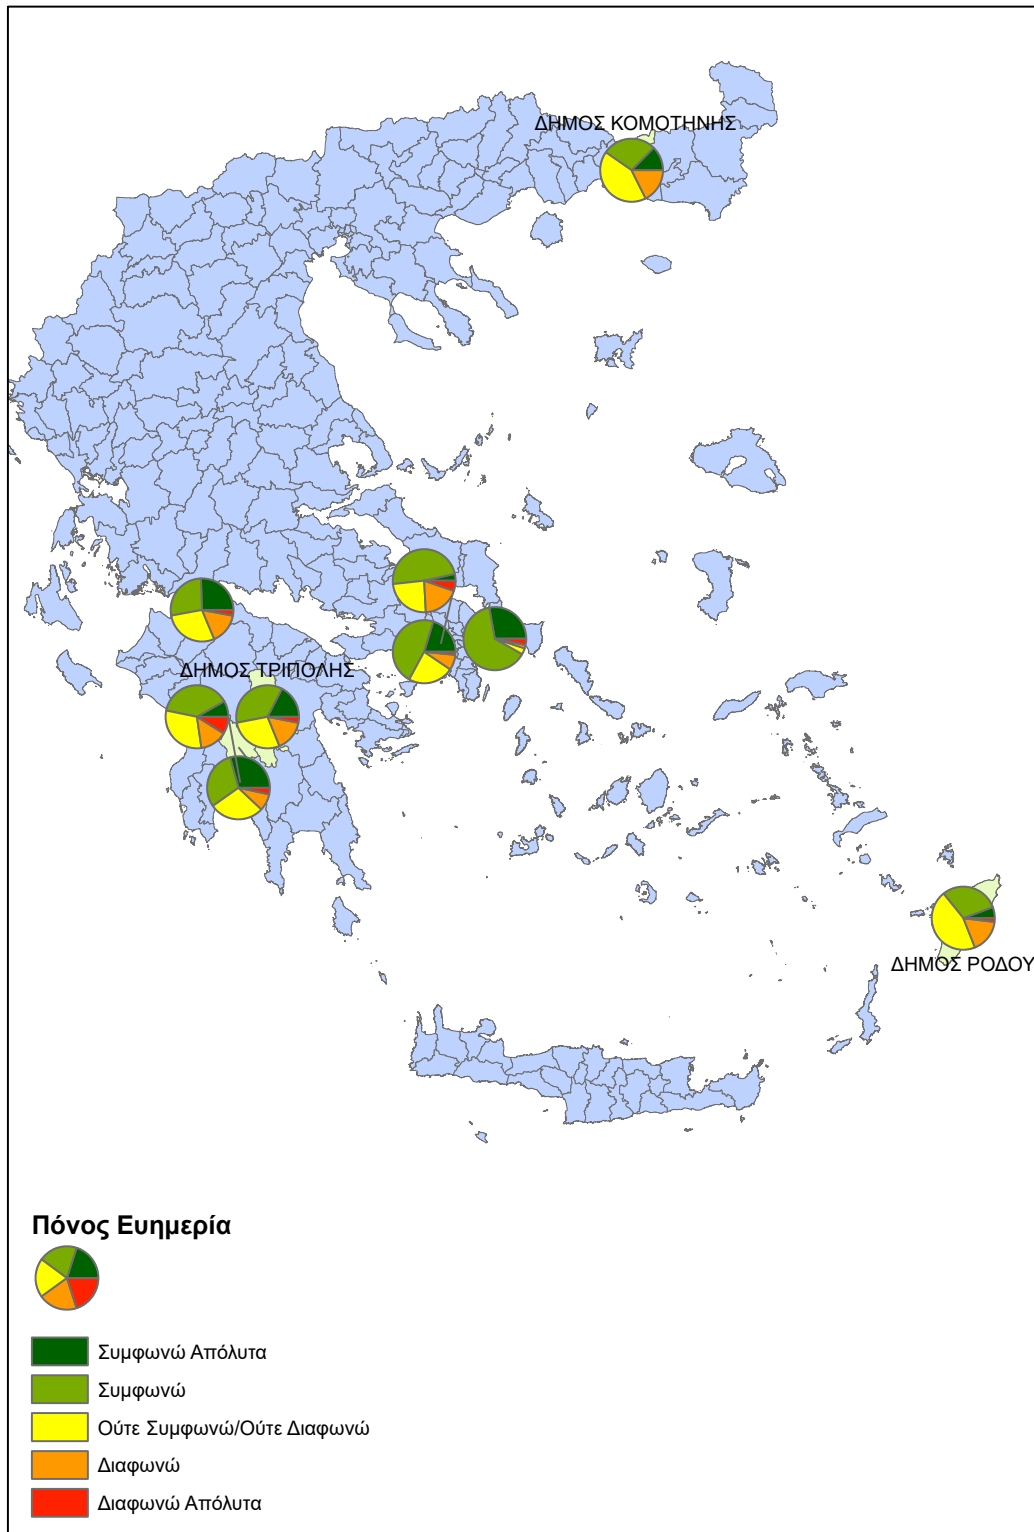 ΔΗΜΟΣ ΚΟΜΟΤΗΝΗΣ
ΔΗΜΟΣ ΤΡΙΠΟΛΗΣ
ΔΗΜΟΣ ΡΟΔΟΥ
Πόνος Ευημερία
Συμφωνώ Απόλυτα
Συμφωνώ
Ούτε Συμφωνώ/Ούτε Διαφωνώ
Διαφωνώ
Διαφωνώ Απόλυτα